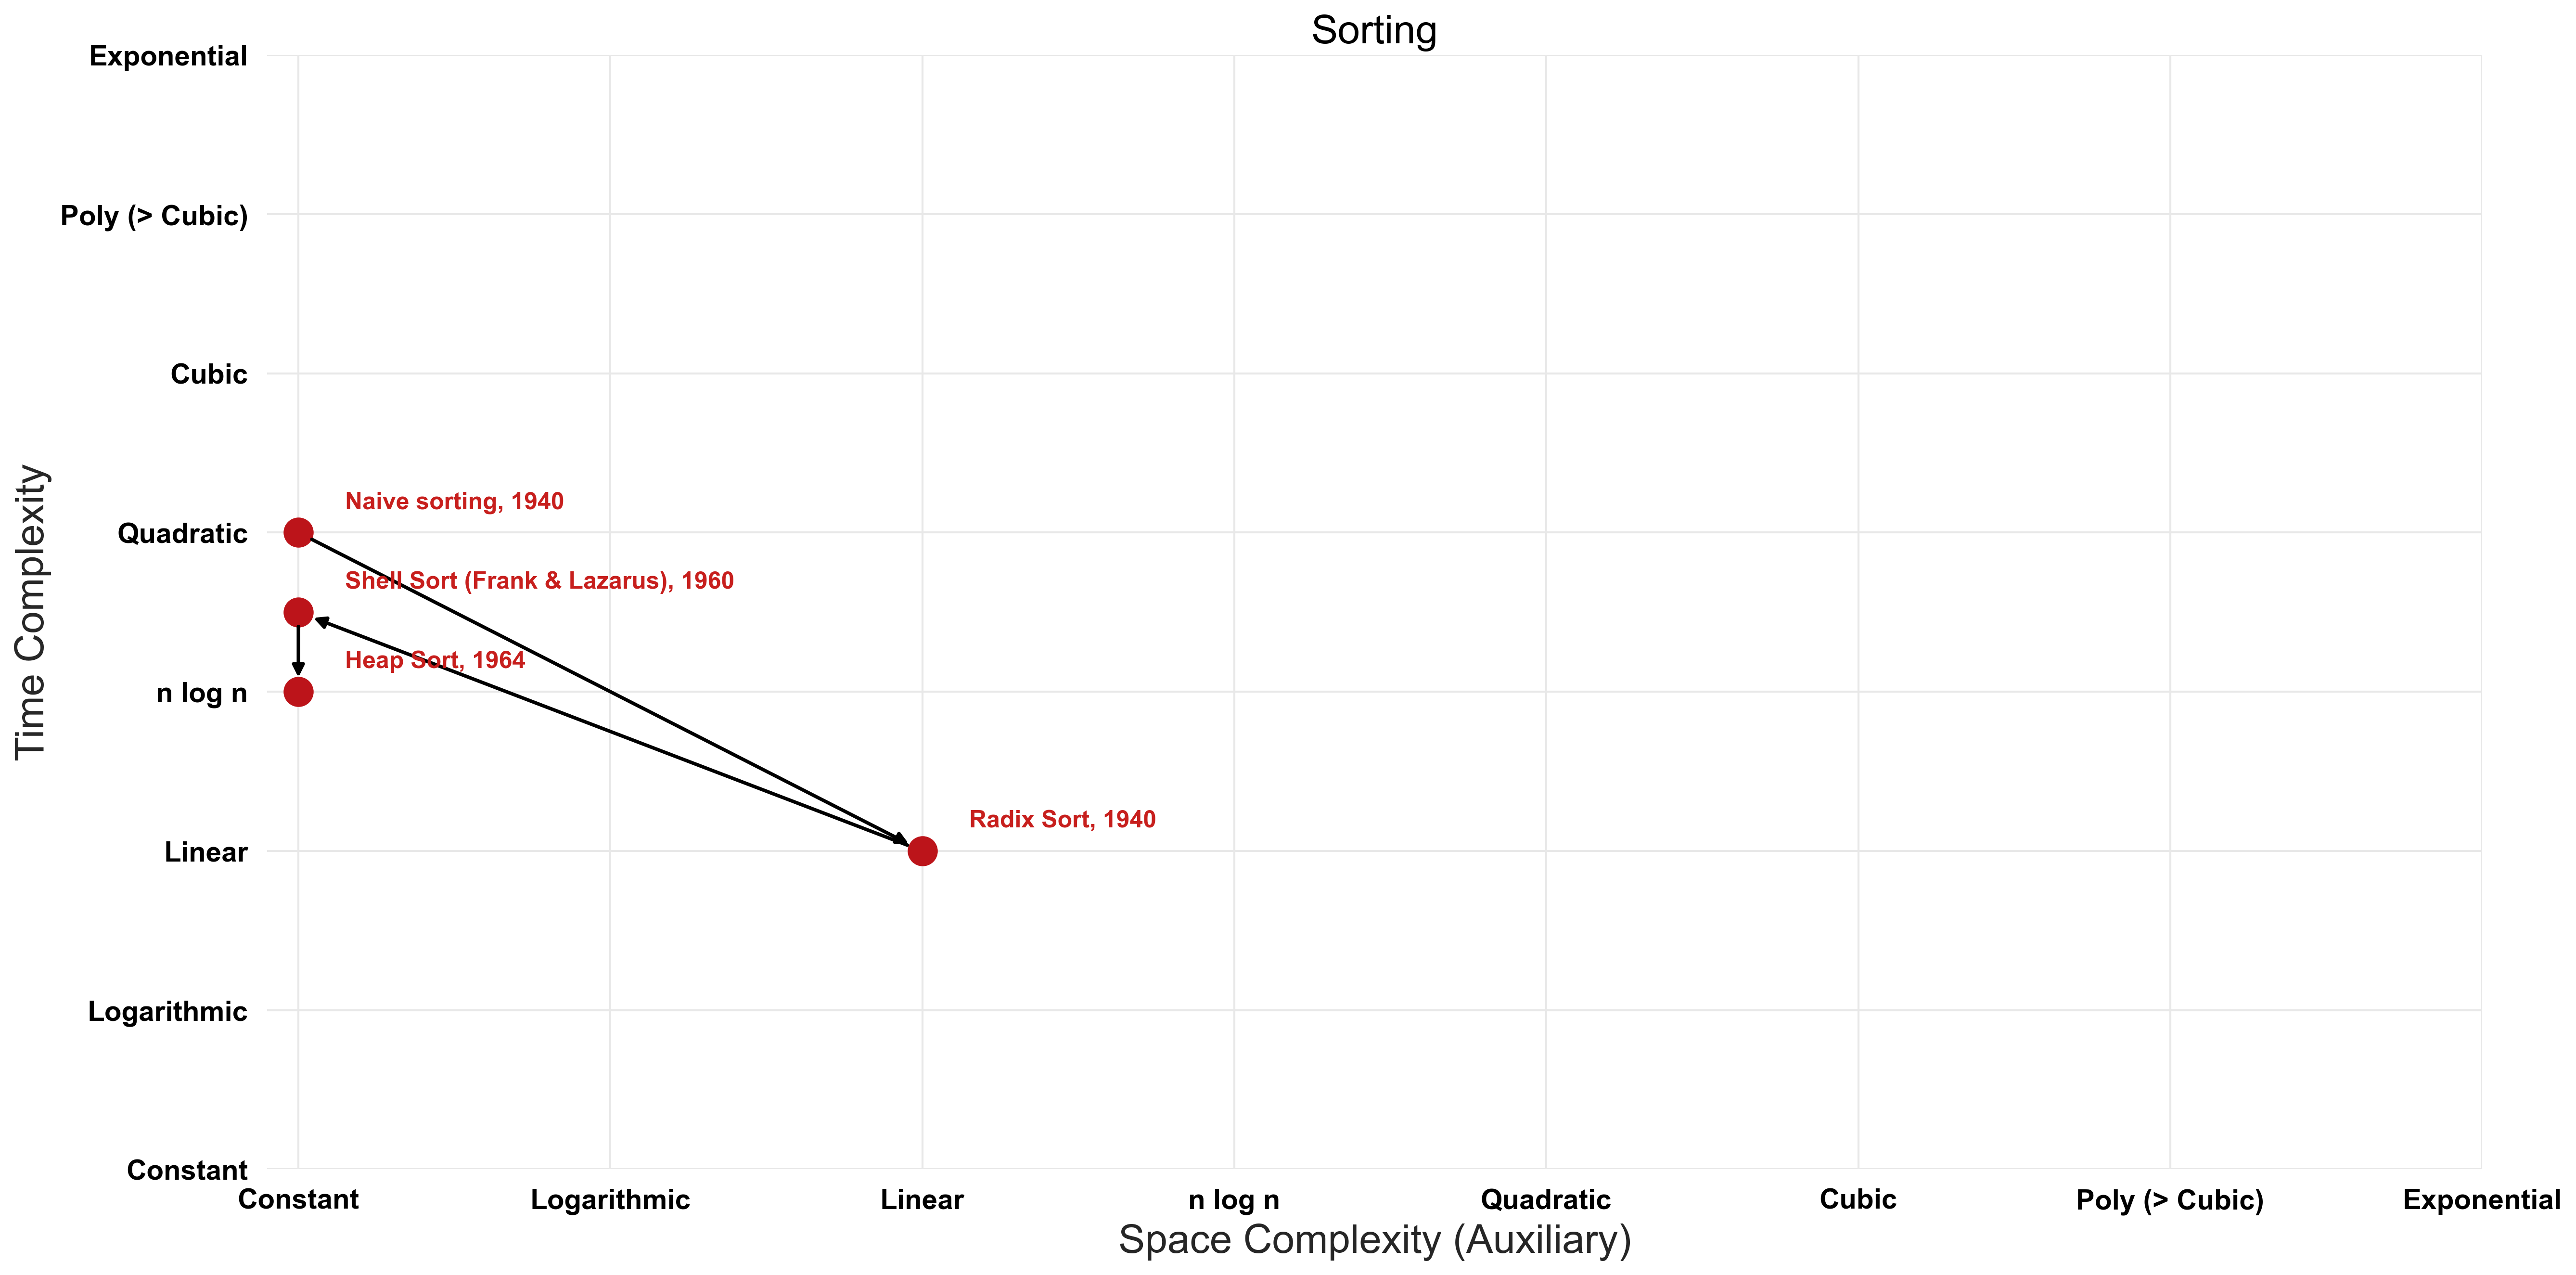 Sorting
Exponential
Poly (> Cubic)
Cubic
Quadratic
n log n
Linear
Logarithmic
Constant
Time Complexity
Naive sorting, 1940
Shell Sort (Frank & Lazarus), 1960
Heap Sort, 1964
Radix Sort, 1940
Constant
Logarithmic
Linear
n log n
Quadratic
Cubic
Poly (> Cubic)
Exponential
Space Complexity (Auxiliary)